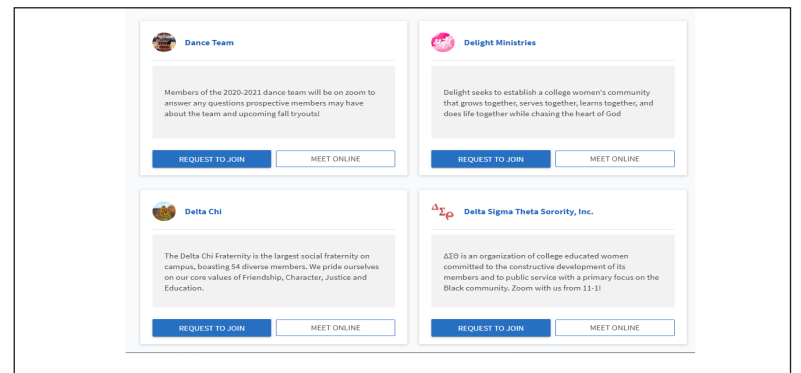 Dance Team
Members of the 2020-2021 dance team will be on zoom to
answer any questions prospective members may have
about the team and upcoming fall tryouts!
REQUEST TO JOIN
MEET ONLINE
Delight Ministries
Delight seeks to establish a college women's community
that grows together, serves together, learns together, and
does life together while chasing the heart of God
REQUEST TO JOIN
MEET ONLINE
Delta Chi
The Delta Chi Fraternity is the largest social fraternity on
campus, boasting 54 diverse members. We pride ourselves
on our core values of Friendship, Character, Justice and
Education.
REQUEST TO JOIN
MEET ONLINE
Delta Sigma Theta Sorority, Inc.
ΔΣΘ is an organization of college educated women
committed to the constructive development of its
members and to public service with a primary focus on the
Black community. Zoom with us from 11-1!
REQUEST TO JOIN
MEET ONLINE